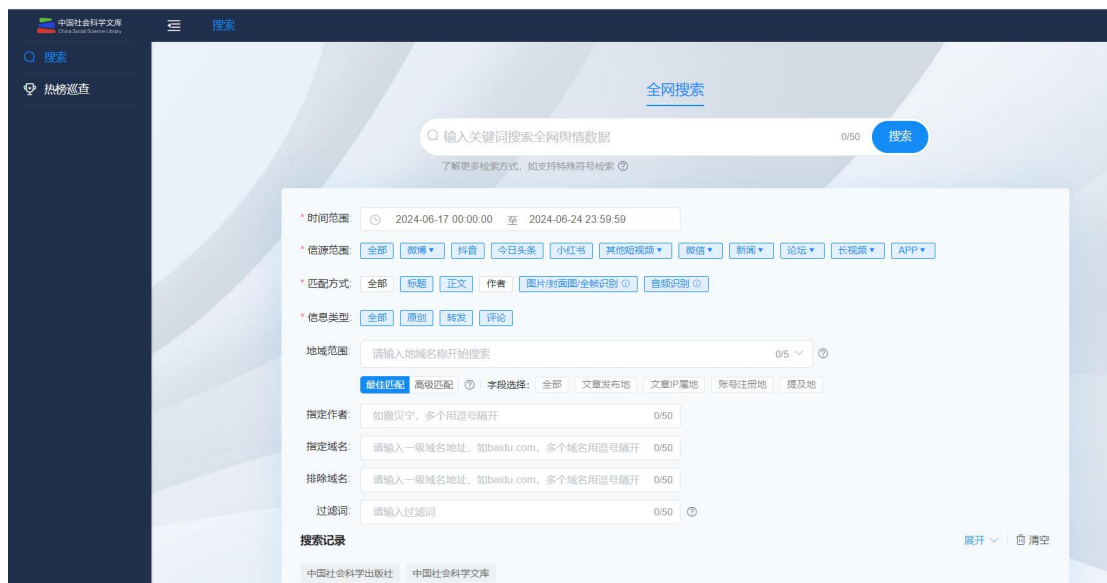 中国社会科学文库
China Social Science Library
搜索
搜索
热榜巡查
全网搜索
输入关键词搜索全网舆情数据 0/50 搜索
了解更多检索方式，如支持特殊符号检索
* 时间范围: 2024-06-17 00:00:00 至 2024-06-24 23:59:59
* 信源范围: 全部 微博 抖音 今日头条 小红书 其他短视频 微信 新闻 论坛 长视频 APP
* 匹配方式: 全部 标题 正文 作者 图片/封面图/全帧识别 音频识别
* 信息类型: 全部 原创 转发 评论
地域范围: 请输入地域名称开始搜索 0/5
最佳匹配 高级匹配 字段选择: 全部 文章发布地 文章IP属地 账号注册地 提及地
指定作者: 如撒贝宁，多个用逗号隔开 0/50
指定域名: 请输入一级域名地址，如baidu.com，多个域名用逗号隔开 0/50
排除域名: 请输入一级域名地址，如baidu.com，多个域名用逗号隔开 0/50
过滤词: 请输入过滤词 0/50
搜索记录 展开 清空
中国社会科学出版社 中国社会科学文库